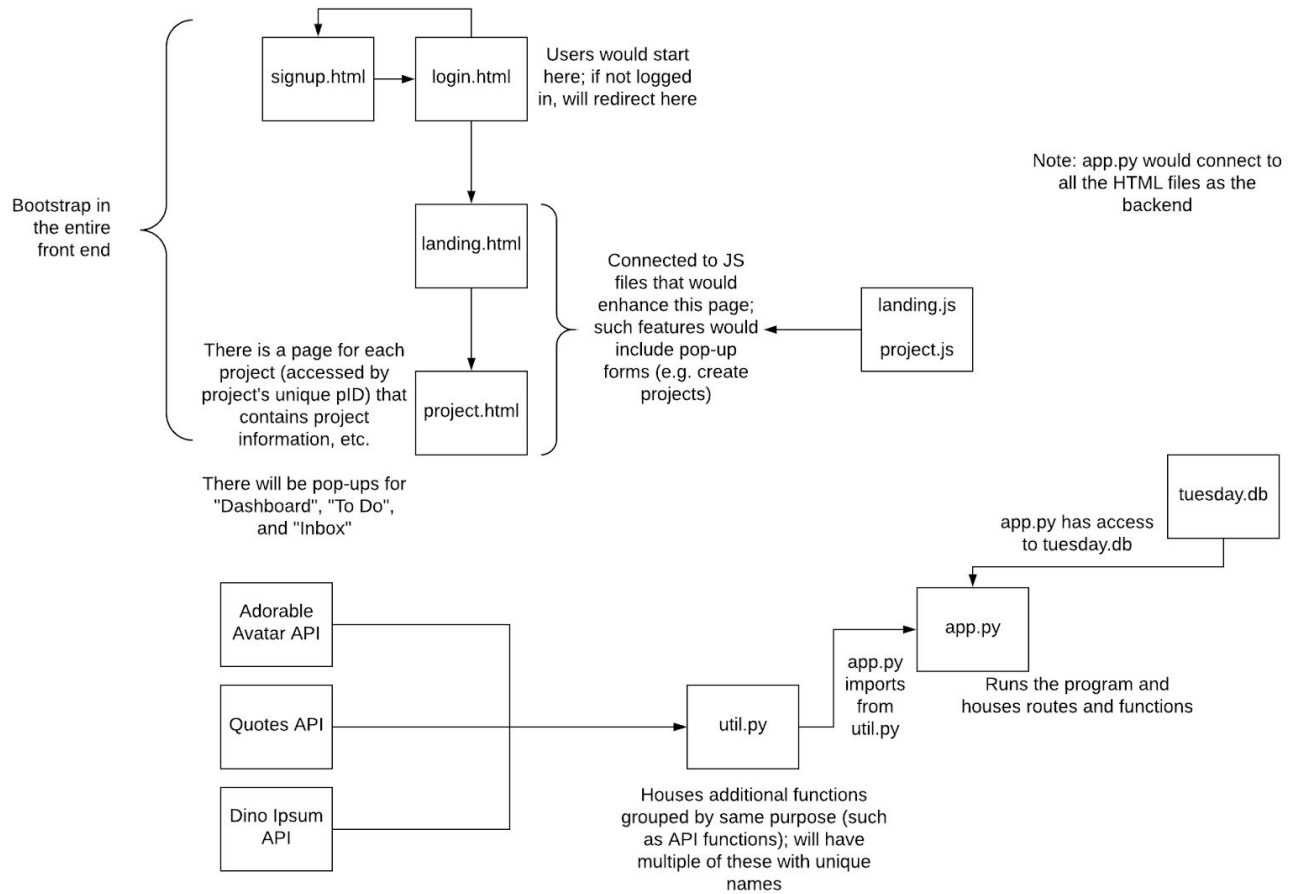 signup.html
login.html
Users would start
here; if not logged
in, will redirect here
Note: app.py would connect to
all the HTML files as the
backend
Bootstrap in
the entire
front end
landing.html
Connected to JS
files that would
enhance this page;
such features would
include pop-up
forms (e.g. create
projects)
landing.js
project.js
There is a page for each
project (accessed by
project's unique pID) that
contains project
information, etc.
project.html
There will be pop-ups for
"Dashboard", "To Do",
and "Inbox"
tuesday.db
app.py has access
to tuesday.db
Adorable
Avatar API
app.py
app.py
imports
from
util.py
Runs the program and
houses routes and functions
Quotes API
util.py
Dino Ipsum
API
Houses additional functions
grouped by same purpose (such
as API functions); will have
multiple of these with unique
names